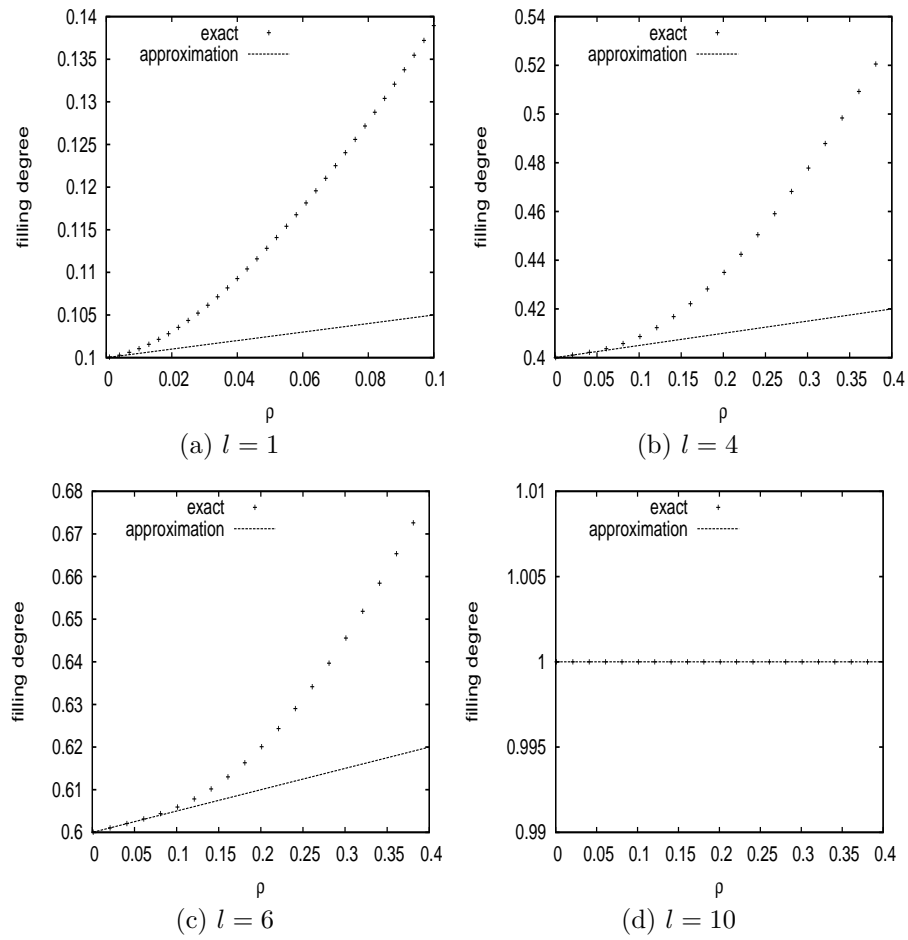 0.14
0.135
0.13
0.125
0.12
0.115
0.11
0.105
0.1
filling degree
exact
approximation
0 0.02 0.04 0.06 0.08 0.1
ρ
(a) l = 1
0.54
0.52
0.5
0.48
0.46
0.44
0.42
0.4
filling degree
exact
approximation
0 0.05 0.1 0.15 0.2 0.25 0.3 0.35 0.4
ρ
(b) l = 4
0.68
0.67
0.66
0.65
0.64
0.63
0.62
0.61
0.6
filling degree
exact
approximation
0 0.05 0.1 0.15 0.2 0.25 0.3 0.35 0.4
ρ
(c) l = 6
1.01
1.005
1
0.995
0.99
filling degree
exact
approximation
0 0.05 0.1 0.15 0.2 0.25 0.3 0.35 0.4
ρ
(d) l = 10